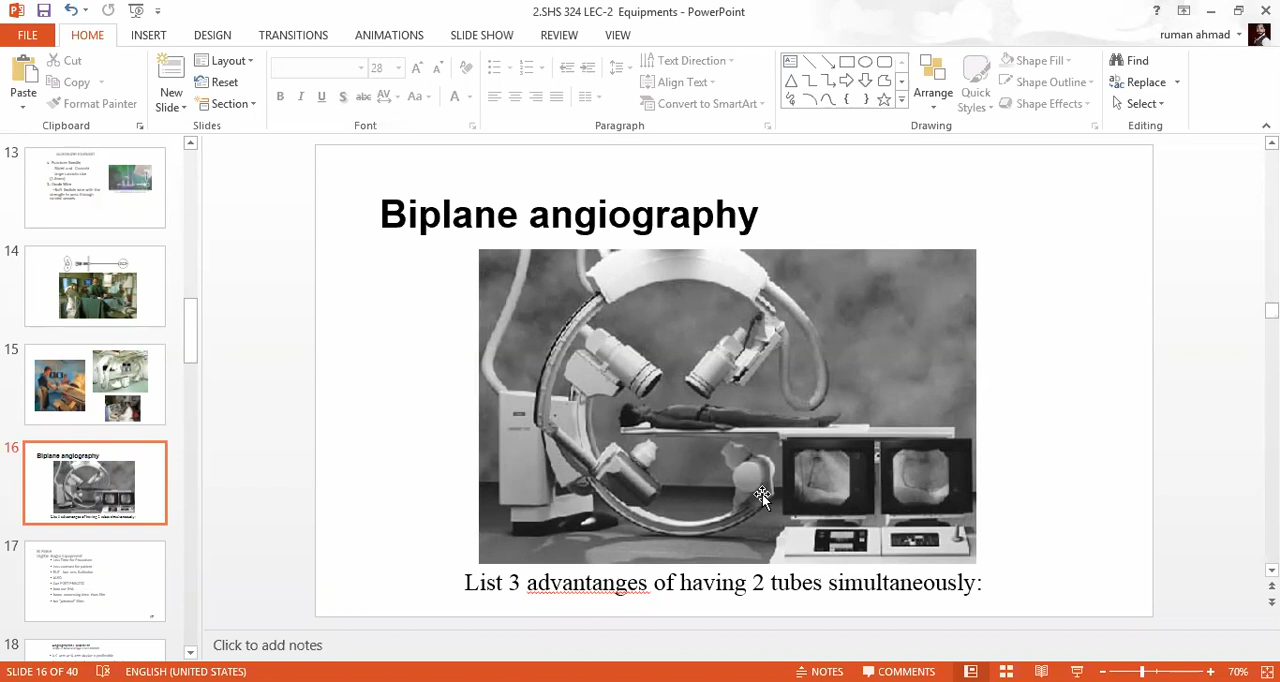 2.SHS 324 LEC-2 Equipments - PowerPoint
FILE HOME INSERT DESIGN TRANSITIONS ANIMATIONS SLIDE SHOW REVIEW VIEW ruman ahmad
Paste
Cut
Copy
Format Painter
Clipboard
New Slide
Layout
Reset
Section
Slides
28
B I U S abc AV Aa A
Font
Text Direction
Align Text
Convert to SmartArt
Paragraph
Arrange
Quick Styles
Shape Fill
Shape Outline
Shape Effects
Drawing
Find
Replace
Select
Editing
13
14
15
16
Biplane angiography
17
18
Biplane angiography
List 3 advantanges of having 2 tubes simultaneously:
Click to add notes
SLIDE 16 OF 40 ENGLISH (UNITED STATES) NOTES COMMENTS 70%